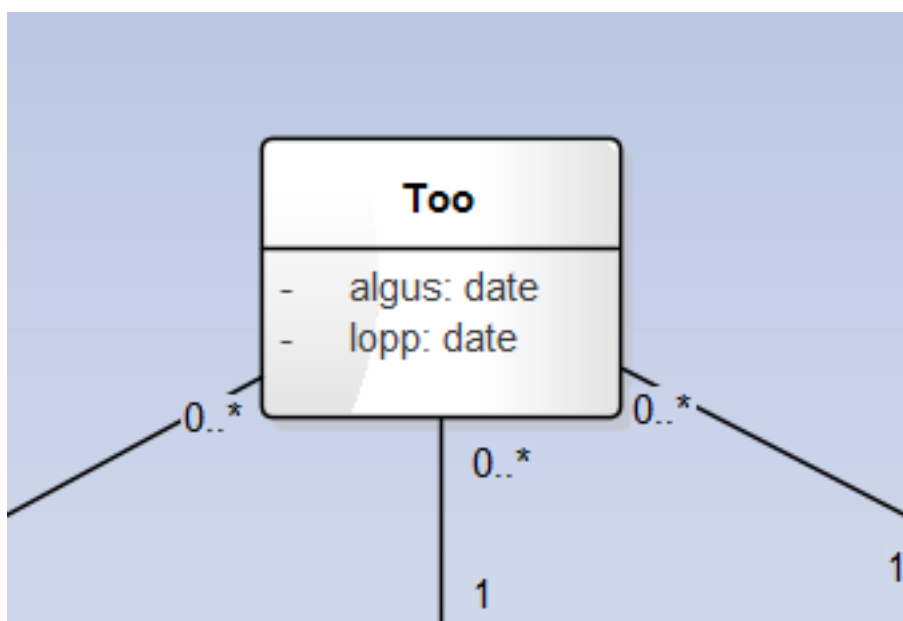 Too
- algus: date
- lopp: date
0..*
0..*
0..*
1
1